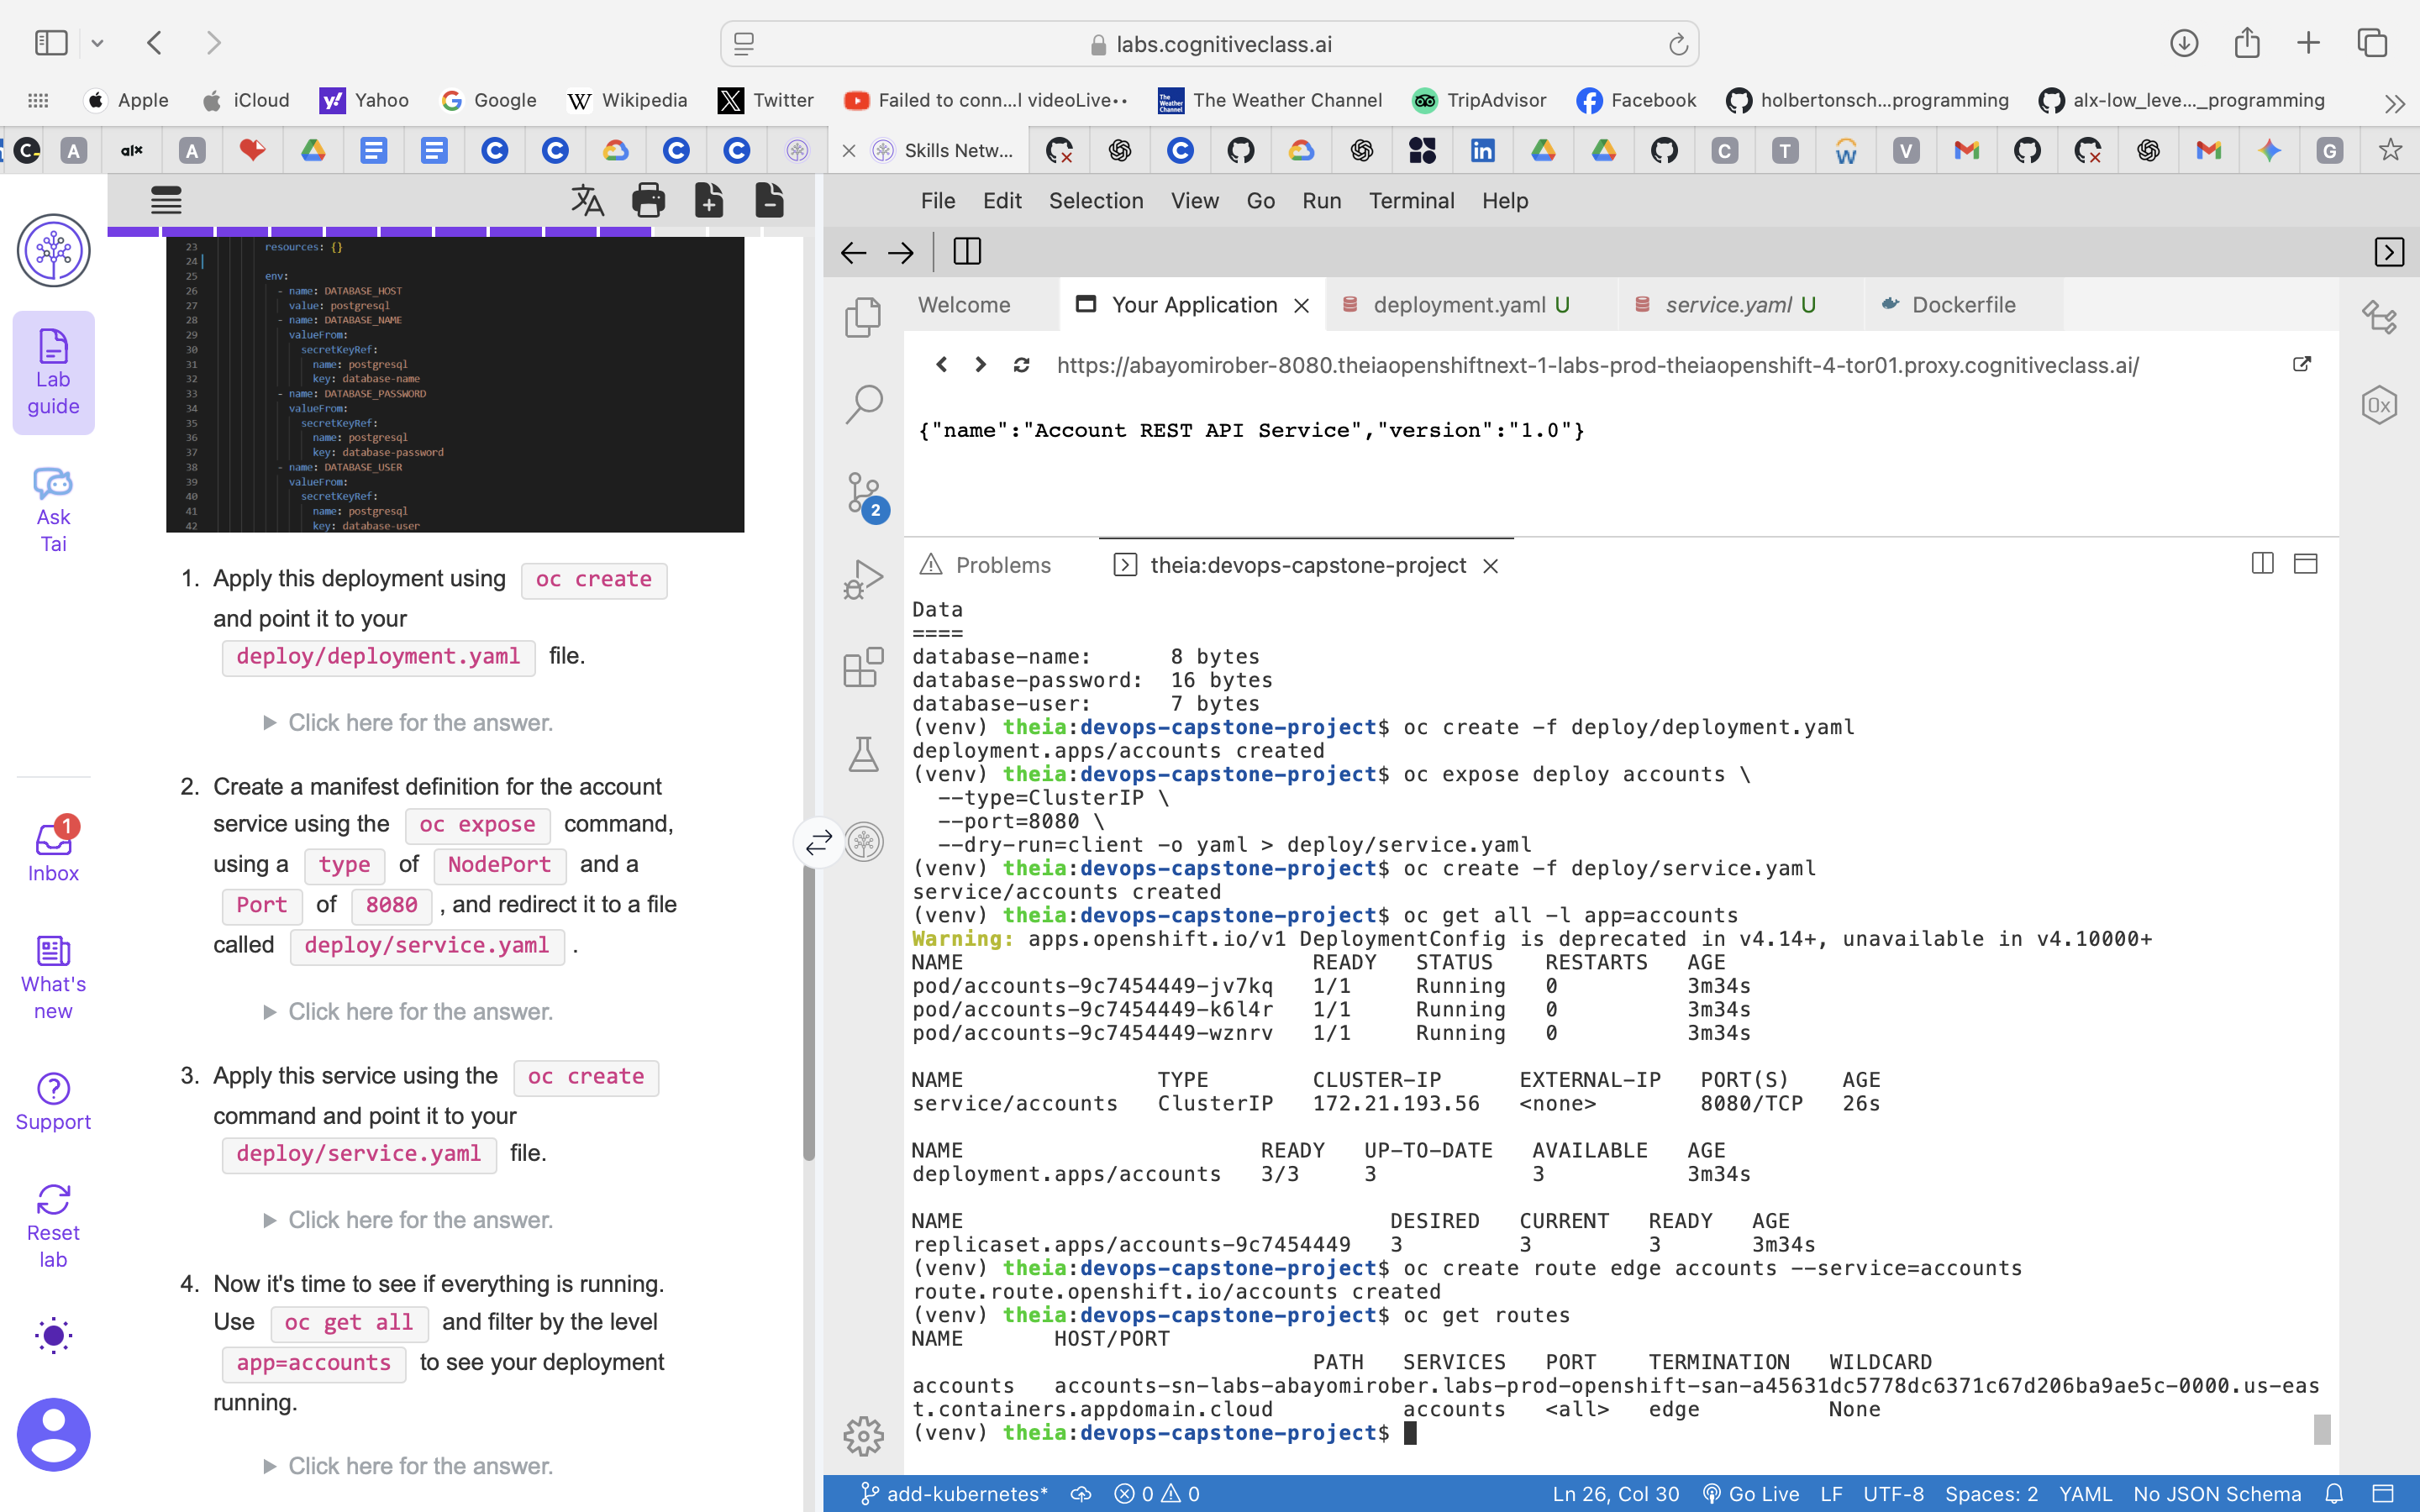 labs.cognitiveclass.ai
Apple
iCloud
Yahoo
Google
Wikipedia
Twitter
Failed to conn...l videoLive••
The Weather Channel
TripAdvisor
Facebook
holbertonsch...programming
alx-low_leve..._programming
Skills Netw...
File Edit Selection View Go Run Terminal Help
Lab guide
Ask Tai
Inbox
1
What's new
Support
Reset lab
23 resources: {}
24
25 env:
26 - name: DATABASE_HOST
27 value: postgresql
28 - name: DATABASE_NAME
29 valueFrom:
30 secretKeyRef:
31 name: postgresql
32 key: database-name
33 - name: DATABASE_PASSWORD
34 valueFrom:
35 secretKeyRef:
36 name: postgresql
37 key: database-password
38 - name: DATABASE_USER
39 valueFrom:
40 secretKeyRef:
41 name: postgresql
42 key: database-user
1. Apply this deployment using oc create
and point it to your
deploy/deployment.yaml file.
Click here for the answer.
2. Create a manifest definition for the account
service using the oc expose command,
using a type of NodePort and a
Port of 8080 , and redirect it to a file
called deploy/service.yaml .
Click here for the answer.
3. Apply this service using the oc create
command and point it to your
deploy/service.yaml file.
Click here for the answer.
4. Now it's time to see if everything is running.
Use oc get all and filter by the level
app=accounts to see your deployment
running.
Click here for the answer.
Welcome
Your Application
deployment.yaml U
service.yaml U
Dockerfile
https://abayomirober-8080.theiaopenshiftnext-1-labs-prod-theiaopenshift-4-tor01.proxy.cognitiveclass.ai/
{"name":"Account REST API Service","version":"1.0"}
2
Problems
theia:devops-capstone-project
Data
====
database-name: 8 bytes
database-password: 16 bytes
database-user: 7 bytes
(venv) theia:devops-capstone-project$ oc create -f deploy/deployment.yaml
deployment.apps/accounts created
(venv) theia:devops-capstone-project$ oc expose deploy accounts \
--type=ClusterIP \
--port=8080 \
--dry-run=client -o yaml > deploy/service.yaml
(venv) theia:devops-capstone-project$ oc create -f deploy/service.yaml
service/accounts created
(venv) theia:devops-capstone-project$ oc get all -l app=accounts
Warning: apps.openshift.io/v1 DeploymentConfig is deprecated in v4.14+, unavailable in v4.10000+
NAME READY STATUS RESTARTS AGE
pod/accounts-9c7454449-jv7kq 1/1 Running 0 3m34s
pod/accounts-9c7454449-k6l4r 1/1 Running 0 3m34s
pod/accounts-9c7454449-wznrv 1/1 Running 0 3m34s
NAME TYPE CLUSTER-IP EXTERNAL-IP PORT(S) AGE
service/accounts ClusterIP 172.21.193.56 <none> 8080/TCP 26s
NAME READY UP-TO-DATE AVAILABLE AGE
deployment.apps/accounts 3/3 3 3 3m34s
NAME DESIRED CURRENT READY AGE
replicaset.apps/accounts-9c7454449 3 3 3 3m34s
(venv) theia:devops-capstone-project$ oc create route edge accounts --service=accounts
route.route.openshift.io/accounts created
(venv) theia:devops-capstone-project$ oc get routes
NAME HOST/PORT
PATH SERVICES PORT TERMINATION WILDCARD
accounts accounts-sn-labs-abayomirober.labs-prod-openshift-san-a45631dc5778dc6371c67d206ba9ae5c-0000.us-eas
t.containers.appdomain.cloud accounts <all> edge None
(venv) theia:devops-capstone-project$
add-kubernetes* 0 0 Ln 26, Col 30 Go Live LF UTF-8 Spaces: 2 YAML No JSON Schema